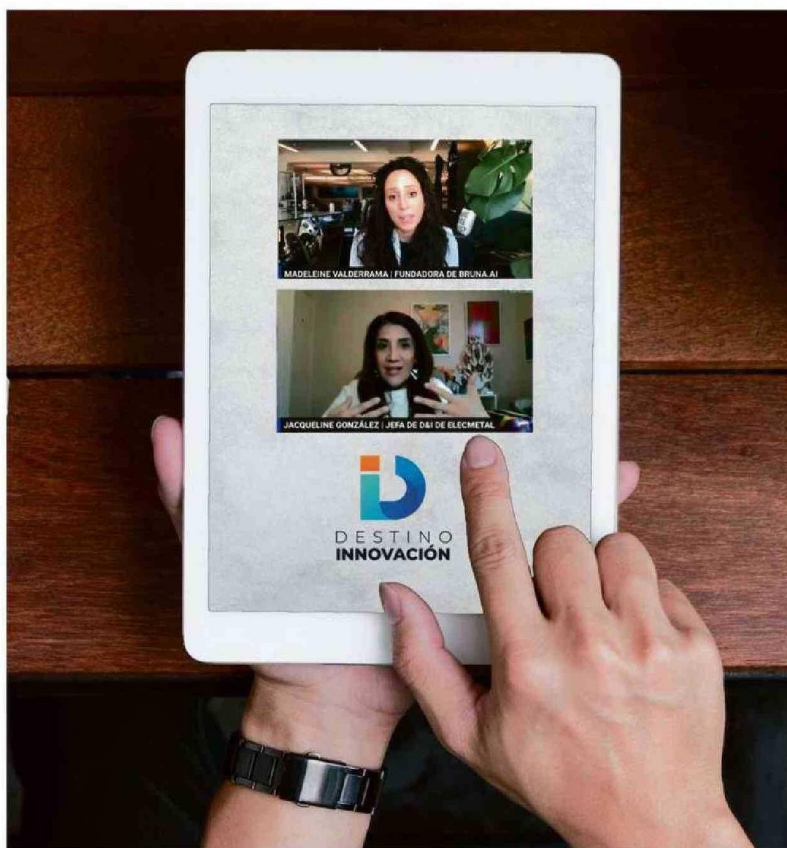 MADELEINE VALDERRAMA | FUNDADORA DE BRUNA.AI
JACQUELINE GONZÁLEZ | JEFA DE D&I DE ELECMETAL
DESTINO
INNOVACIÓN